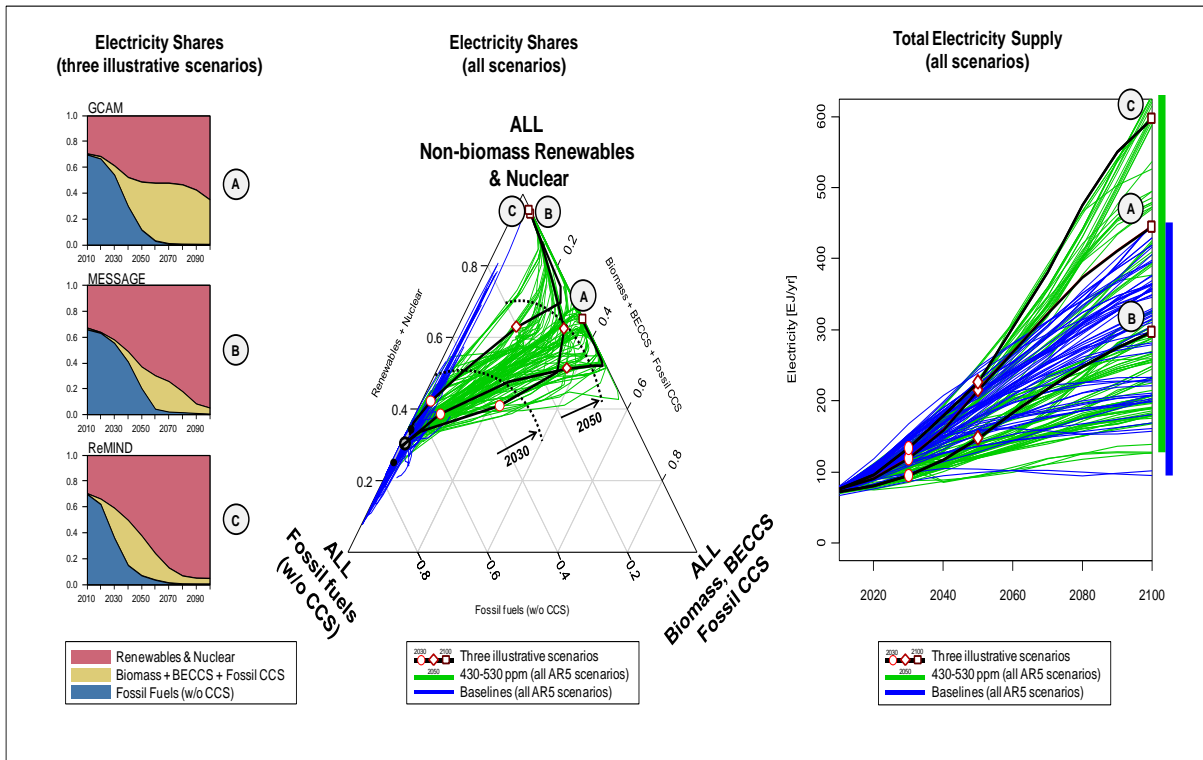 Electricity Shares
(three illustrative scenarios)
GCAM
1.0
0.8
0.6
0.4
0.2
0.0
2010 2030 2050 2070 2090
A
MESSAGE
1.0
0.8
0.6
0.4
0.2
0.0
2010 2030 2050 2070 2090
B
ReMIND
1.0
0.8
0.6
0.4
0.2
0.0
2010 2030 2050 2070 2090
C
Renewables & Nuclear
Biomass + BECCS + Fossil CCS
Fossil Fuels (w/o CCS)
Electricity Shares
(all scenarios)
ALL
Non-biomass Renewables
& Nuclear
C B
A
0.8
0.6
0.4
0.2
Renewables + Nuclear
0.2
0.4
0.6
0.8
Biomass + BECCS + Fossil CCS
2030
2050
0.8
0.6
0.4
0.2
Fossil fuels (w/o CCS)
ALL
Fossil fuels
(w/o CCS)
ALL
Biomass, BECCS
Fossil CCS
2030 2100
2050
Three illustrative scenarios
430-530 ppm (all AR5 scenarios)
Baselines (all AR5 scenarios)
Total Electricity Supply
(all scenarios)
Electricity [EJ/yr]
600
500
400
300
200
100
0
C
A
B
2020 2040 2060 2080 2100
2030 2100
2050
Three illustrative scenarios
430-530 ppm (all AR5 scenarios)
Baselines (all AR5 scenarios)